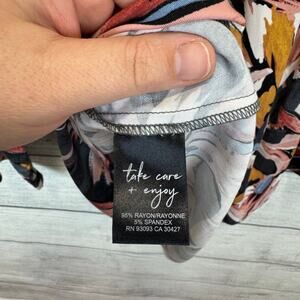 take care
+ enjoy
95% RAYON/RAYONNE
5% SPANDEX
RN 93093 CA 30427